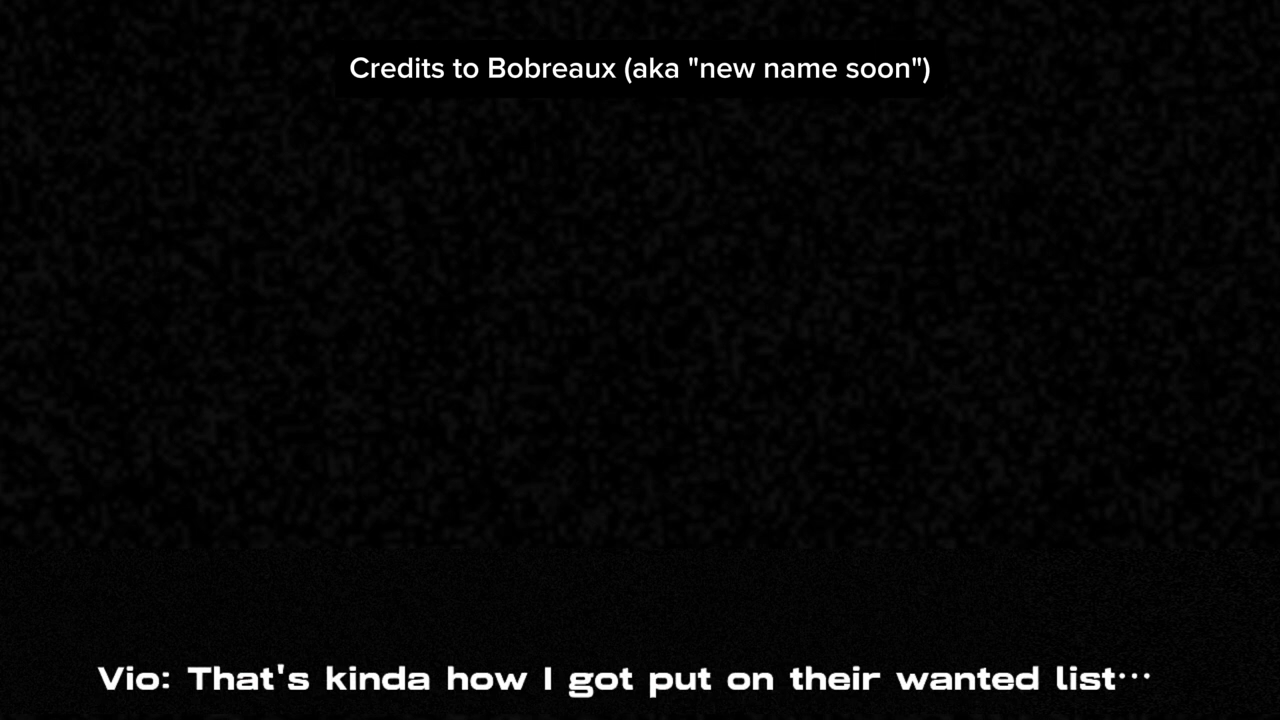 Credits to Bobreaux (aka "new name soon")
Vio: That's kinda how I got put on their wanted list…